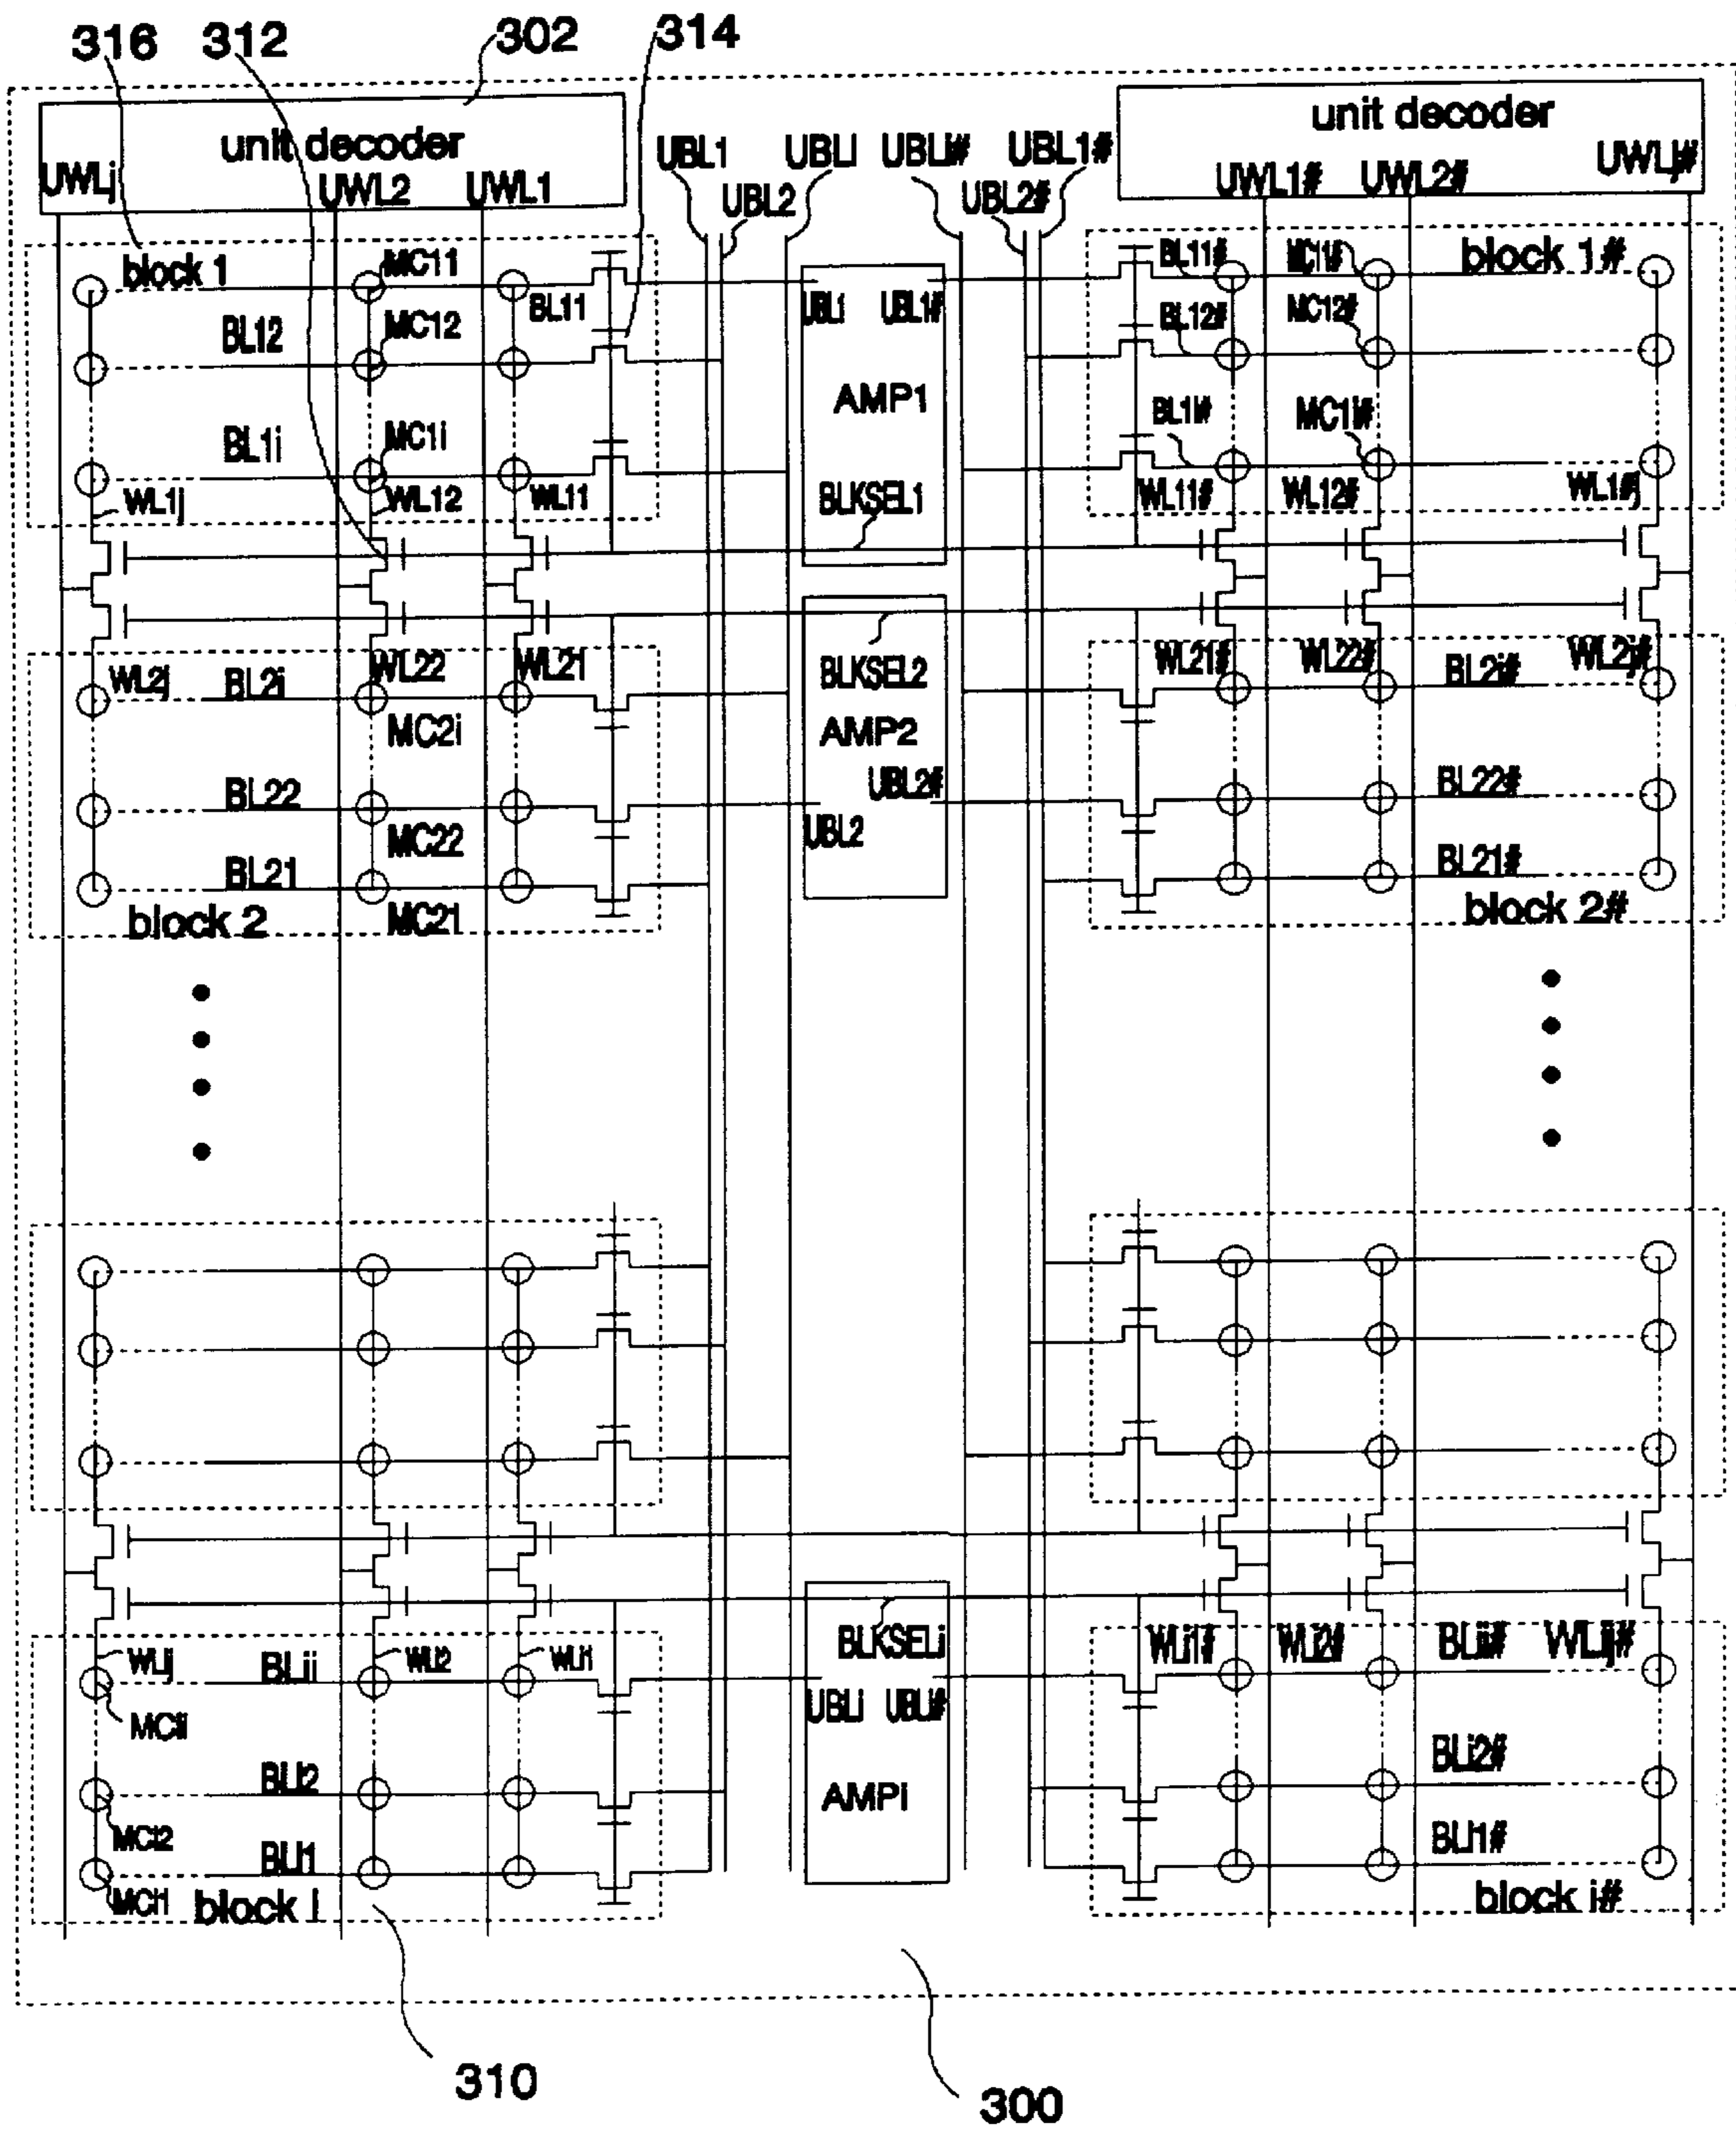 316 312 302 314
unit decoder
UWLj UWL2 UWL1
unit decoder
UWL1# UWL2# UWLj#
UBL1 UBLi UBLi# UBL1#
UBL2 UBL2#
block 1
MC11
BL11
BL12
MC12
BL1i
MC1i
WL1j
WL12
WL11
UBL1 UBL1#
AMP1
BLKSEL1
BL11#
MC11#
block 1#
BL12#
MC12#
BL1i#
MC1i#
WL11# WL12# WL1#j
WL2j
BL2i
WL22
WL21
MC2i
BL22
MC22
BL21
MC21
block 2
BLKSEL2
AMP2
UBL2#
UBL2
WL21# WL22# BL2i# WL2j#
BL22#
BL21#
block 2#
WLij
BLii
WLi2
WLi1
MCii
BLi2
MCi2
BLi1
MCi1
block i
BLKSELi
UBLi UBLi#
AMPi
WLi1# WLi2# BLii# WLij#
BLi2#
BLi1#
block i#
310
300